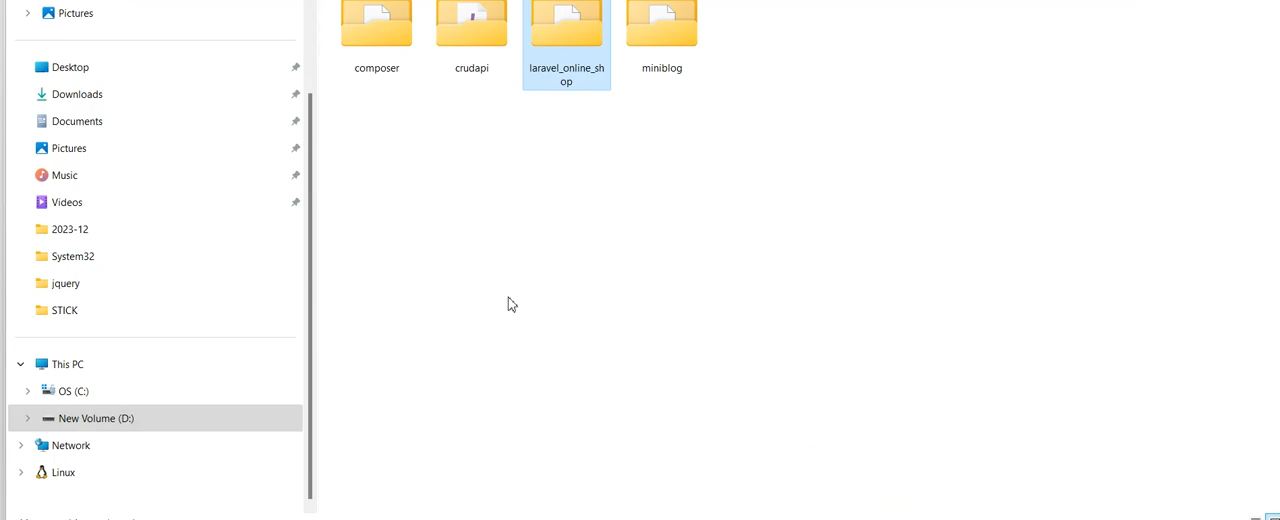 Pictures
Desktop
Downloads
Documents
Pictures
Music
Videos
2023-12
System32
jquery
STICK
This PC
OS (C:)
New Volume (D:)
Network
Linux
composer
crudapi
laravel_online_sh
op
miniblog